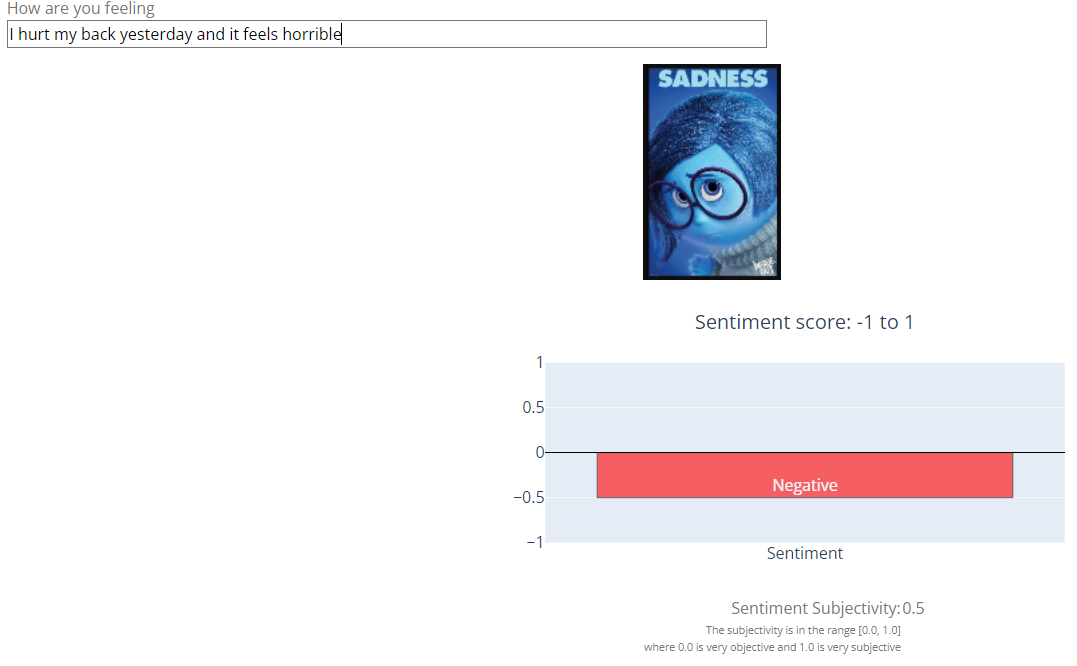 How are you feeling
I hurt my back yesterday and it feels horrible
SADNESS
Sentiment score: -1 to 1
1
0.5
0
Negative
−0.5
−1
Sentiment
Sentiment Subjectivity: 0.5
The subjectivity is in the range [0.0, 1.0]
where 0.0 is very objective and 1.0 is very subjective